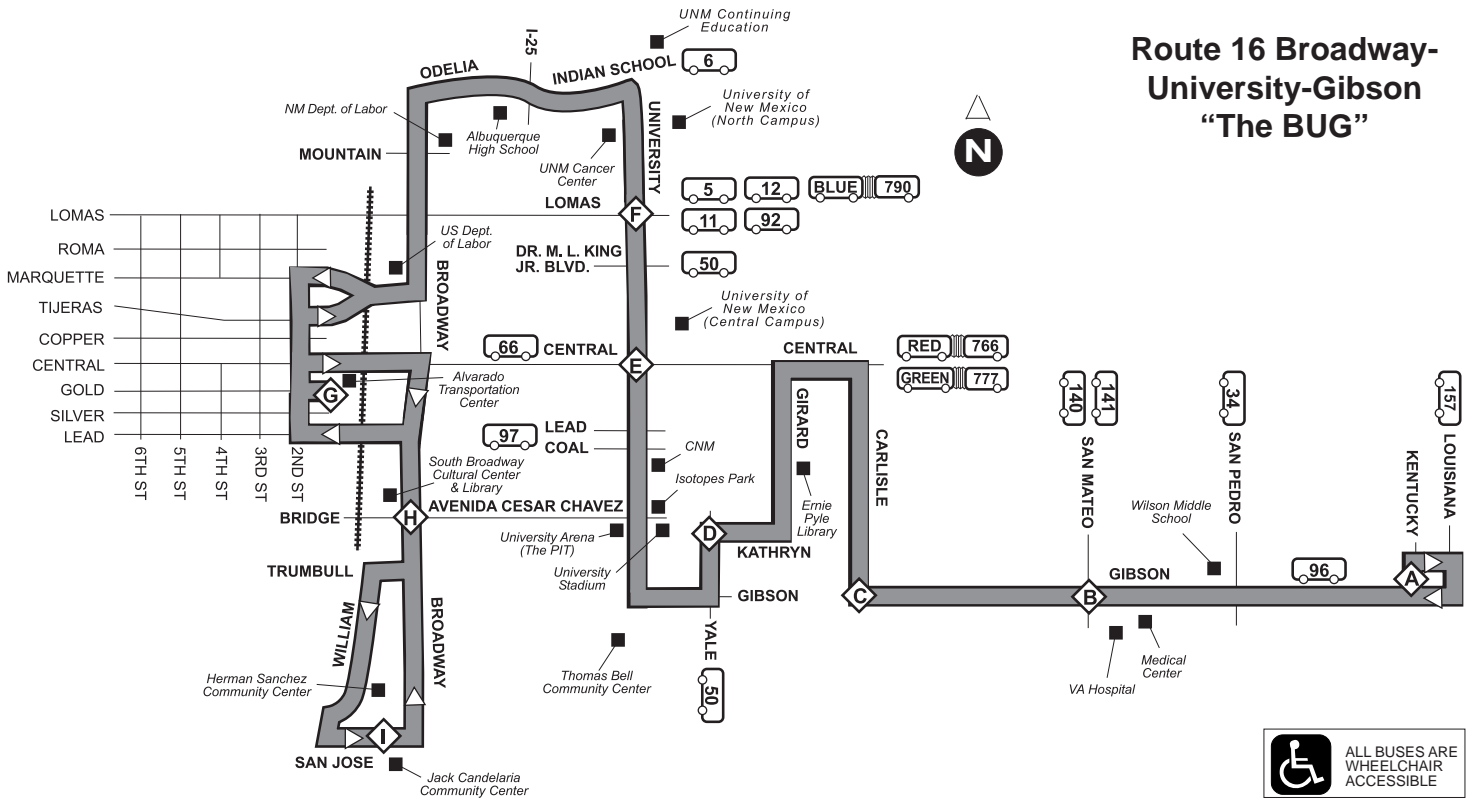 Route 16 Broadway-
University-Gibson
“The BUG”
UNM Continuing
Education
I-25
ODELIA
INDIAN SCHOOL
6
NM Dept. of Labor
Albuquerque
High School
UNM Cancer
Center
UNIVERSITY
University of
New Mexico
(North Campus)
N
MOUNTAIN
LOMAS
ROMA
MARQUETTE
TIJERAS
COPPER
CENTRAL
GOLD
SILVER
LEAD
6TH ST
5TH ST
4TH ST
3RD ST
2ND ST
US Dept.
of Labor
BROADWAY
LOMAS
F
5
12
BLUE
790
11
92
DR. M. L. KING
JR. BLVD.
50
University of
New Mexico
(Central Campus)
66
CENTRAL
E
CENTRAL
RED
766
GREEN
777
G
Alvarado
Transportation
Center
97
LEAD
COAL
CNM
Isotopes Park
GIRARD
CARLISLE
Ernie
Pyle
Library
South Broadway
Cultural Center
& Library
BRIDGE
H
AVENIDA CESAR CHAVEZ
University Arena
(The PIT)
University
Stadium
D
KATHRYN
GIBSON
YALE
50
Thomas Bell
Community Center
C
140
141
SAN MATEO
B
GIBSON
34
SAN PEDRO
Wilson Middle
School
96
157
LOUISIANA
KENTUCKY
A
VA Hospital
Medical
Center
TRUMBULL
WILLIAM
BROADWAY
Herman Sanchez
Community Center
I
SAN JOSE
Jack Candelaria
Community Center
ALL BUSES ARE
WHEELCHAIR
ACCESSIBLE